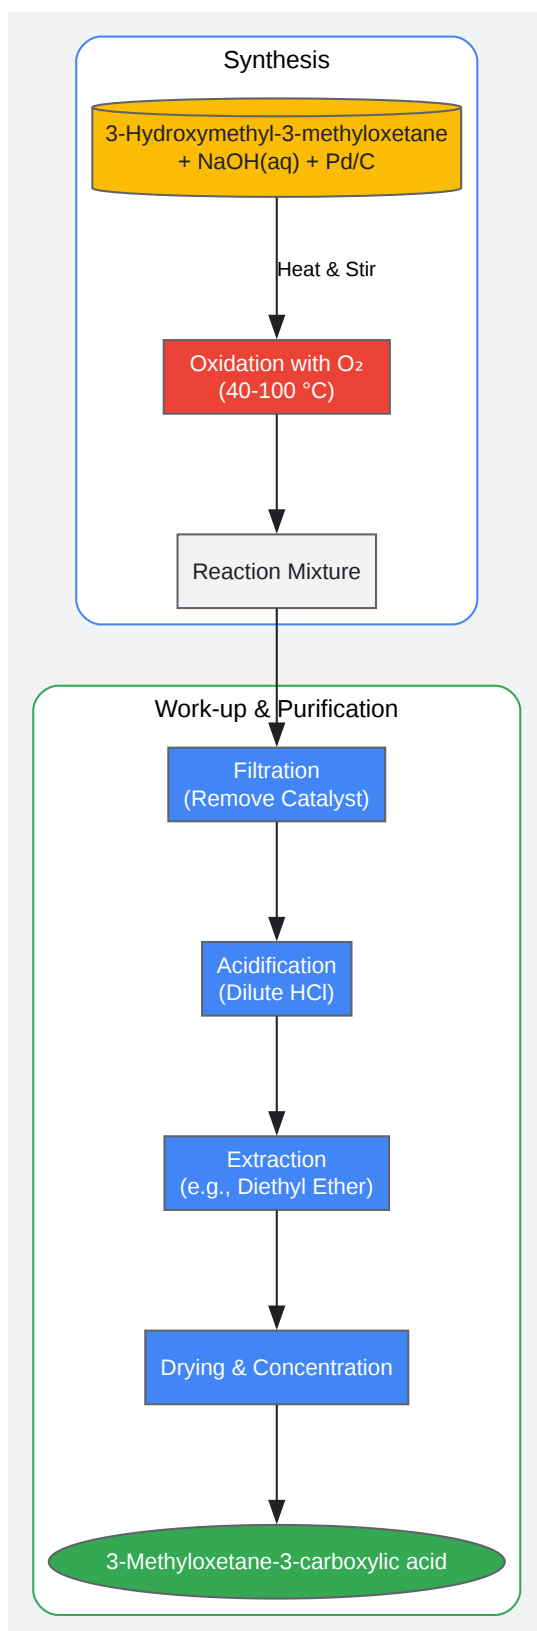 Synthesis
3-Hydroxymethyl-3-methyloxetane
+ NaOH(aq) + Pd/C
Heat & Stir
Oxidation with O₂
(40-100 °C)
Reaction Mixture
Work-up & Purification
Filtration
(Remove Catalyst)
Acidification
(Dilute HCl)
Extraction
(e.g., Diethyl Ether)
Drying & Concentration
3-Methyloxetane-3-carboxylic acid